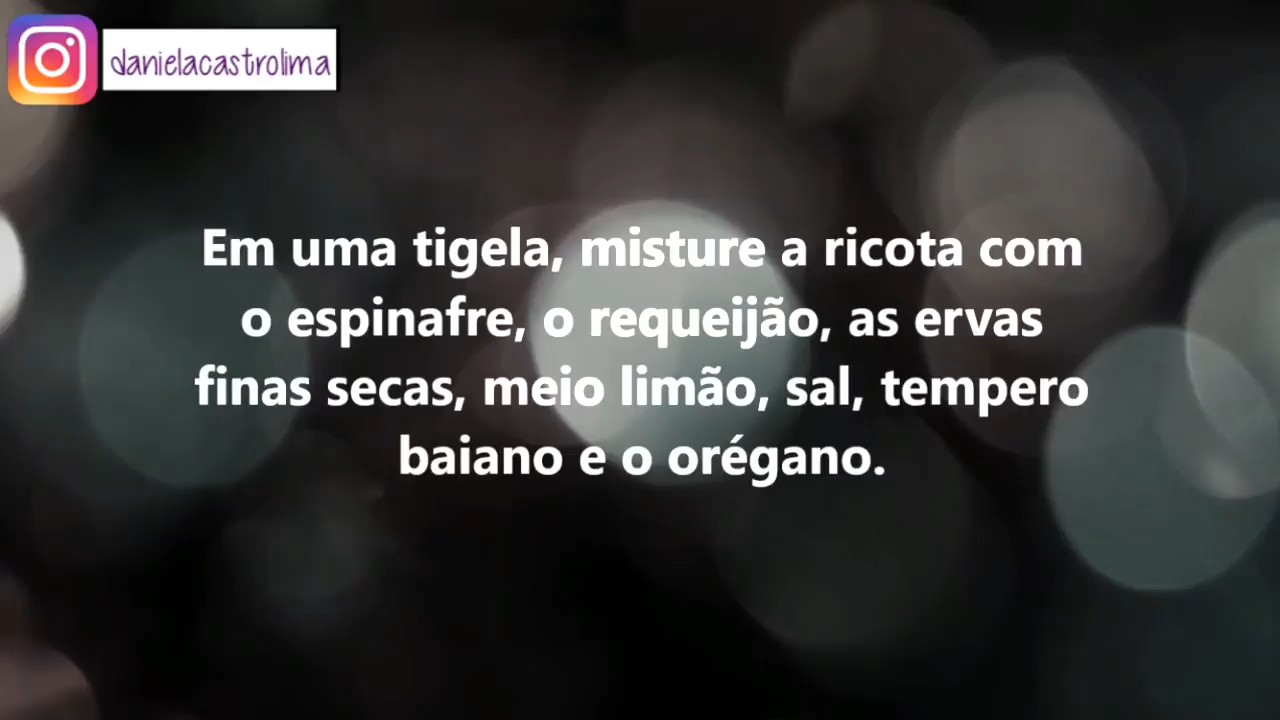 danielacastrolima
Em uma tigela, misture a ricota com
o espinafre, o requeijão, as ervas
finas secas, meio limão, sal, tempero
baiano e o orégano.